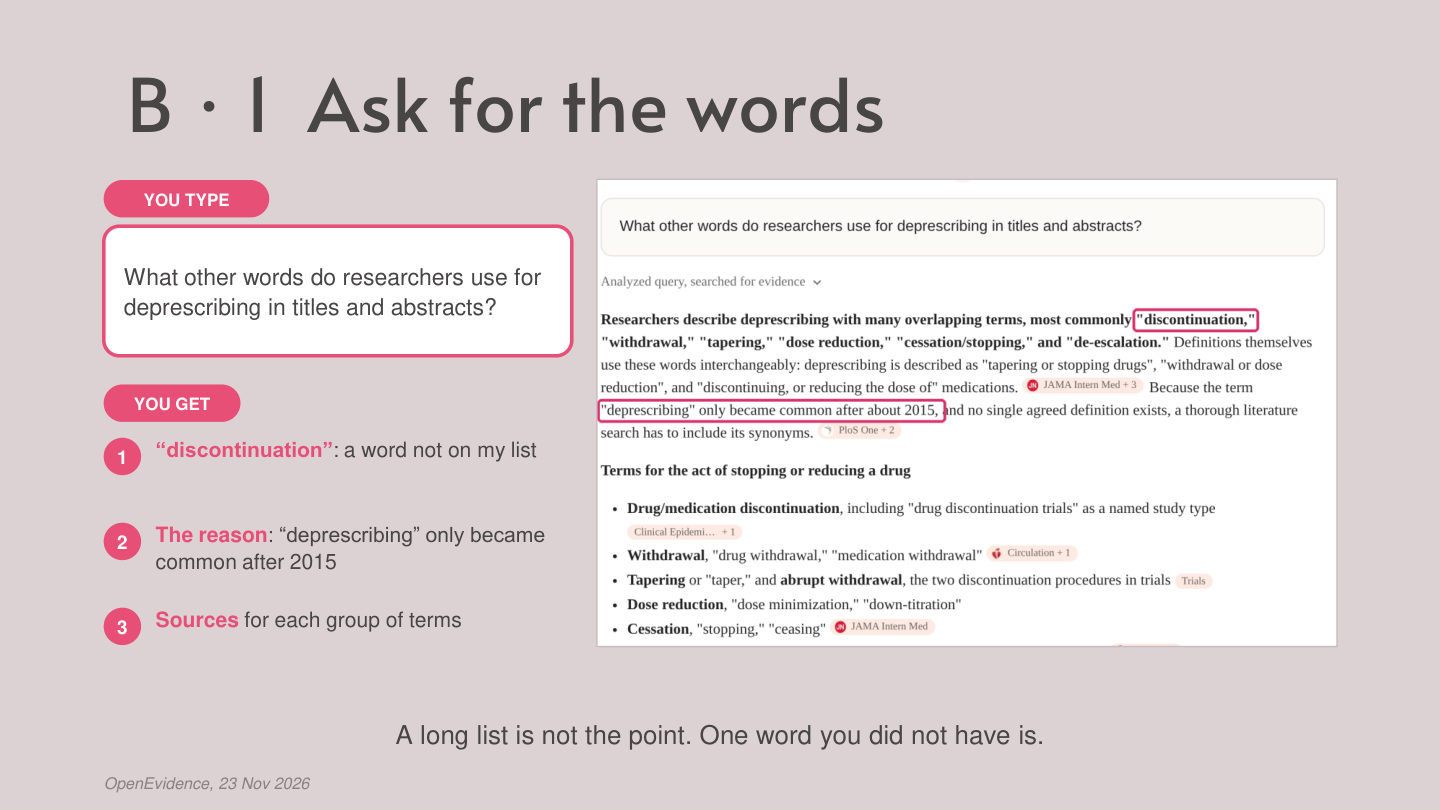 B · 1 Ask for the words
YOU TYPE
What other words do researchers use for
deprescribing in titles and abstracts?
YOU GET
1 “discontinuation”: a word not on my list
2 The reason: “deprescribing” only became
common after 2015
3 Sources for each group of terms
What other words do researchers use for deprescribing in titles and abstracts?
Analyzed query, searched for evidence
Researchers describe deprescribing with many overlapping terms, most commonly "discontinuation,"
"withdrawal," "tapering," "dose reduction," "cessation/stopping," and "de-escalation." Definitions themselves
use these words interchangeably: deprescribing is described as "tapering or stopping drugs", "withdrawal or dose
reduction", and "discontinuing, or reducing the dose of" medications. JN JAMA Intern Med + 3 Because the term
"deprescribing" only became common after about 2015, and no single agreed definition exists, a thorough literature
search has to include its synonyms. PloS One + 2
Terms for the act of stopping or reducing a drug
• Drug/medication discontinuation, including "drug discontinuation trials" as a named study type
Clinical Epidemi… + 1
• Withdrawal, "drug withdrawal," "medication withdrawal" Circulation + 1
• Tapering or "taper," and abrupt withdrawal, the two discontinuation procedures in trials Trials
• Dose reduction, "dose minimization," "down-titration"
• Cessation, "stopping," "ceasing" JN JAMA Intern Med
A long list is not the point. One word you did not have is.
OpenEvidence, 23 Nov 2026